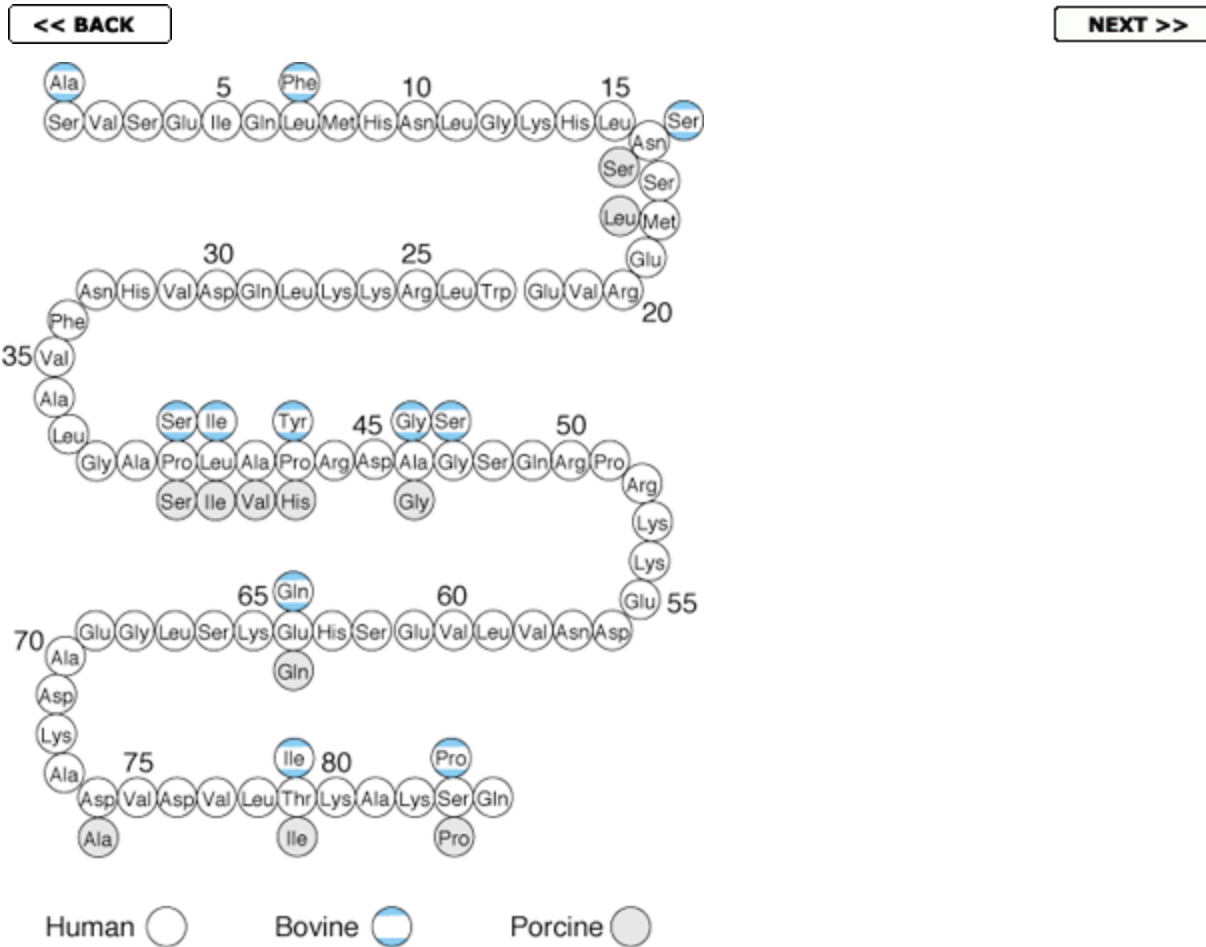 << BACK NEXT >>
Ala 5 Phe 10 15
Ser Val Ser Glu Ile Gln Leu Met His Asn Leu Gly Lys His Leu Asn Ser
Ser Ser
Leu Met
30 25 Glu
Asn His Val Asp Gln Leu Lys Lys Arg Leu Trp Glu Val Arg
Phe 20
35 Val
Ala
Leu Ser Ile Tyr 45 Gly Ser 50
Gly Ala Pro Leu Ala Pro Arg Asp Ala Gly Ser Gln Arg Pro
Arg
Ser Ile Val His Gly
Lys
Lys
65 Gln 60 Glu 55
70 Glu Gly Leu Ser Lys Glu His Ser Glu Val Leu Val Asn Asp
Ala
Gln
Asp
Lys
Ala 75 Ile 80 Pro
Asp Val Asp Val Leu Thr Lys Ala Lys Ser Gln
Ala Ile Pro
Human Bovine Porcine